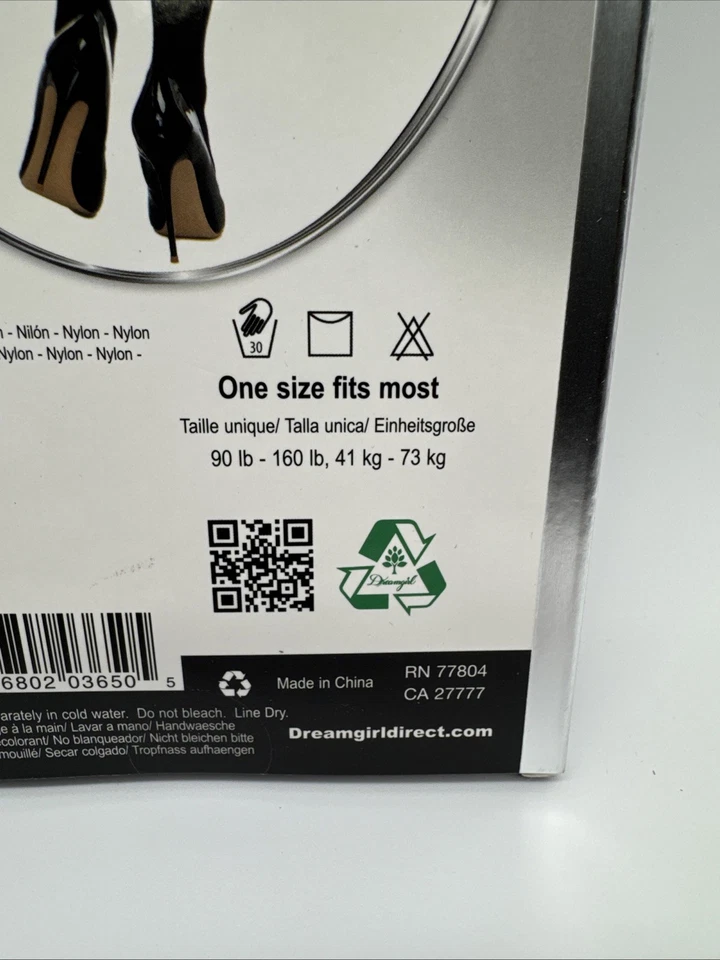 - Nilón - Nylon - Nylon
Nylon - Nylon - Nylon -
30
One size fits most
Taille unique/ Talla unica/ Einheitsgroße
90 lb - 160 lb, 41 kg - 73 kg
Dreamgirl
6802 03650 5
Made in China
RN 77804
CA 27777
arately in cold water. Do not bleach. Line Dry.
e à la main/ Lavar a mano/ Handwaesche
colorant/ No blanqueador/ Nicht bleichen bitte
mouillé/ Secar colgado/ Tropfnass aufhaengen
Dreamgirldirect.com